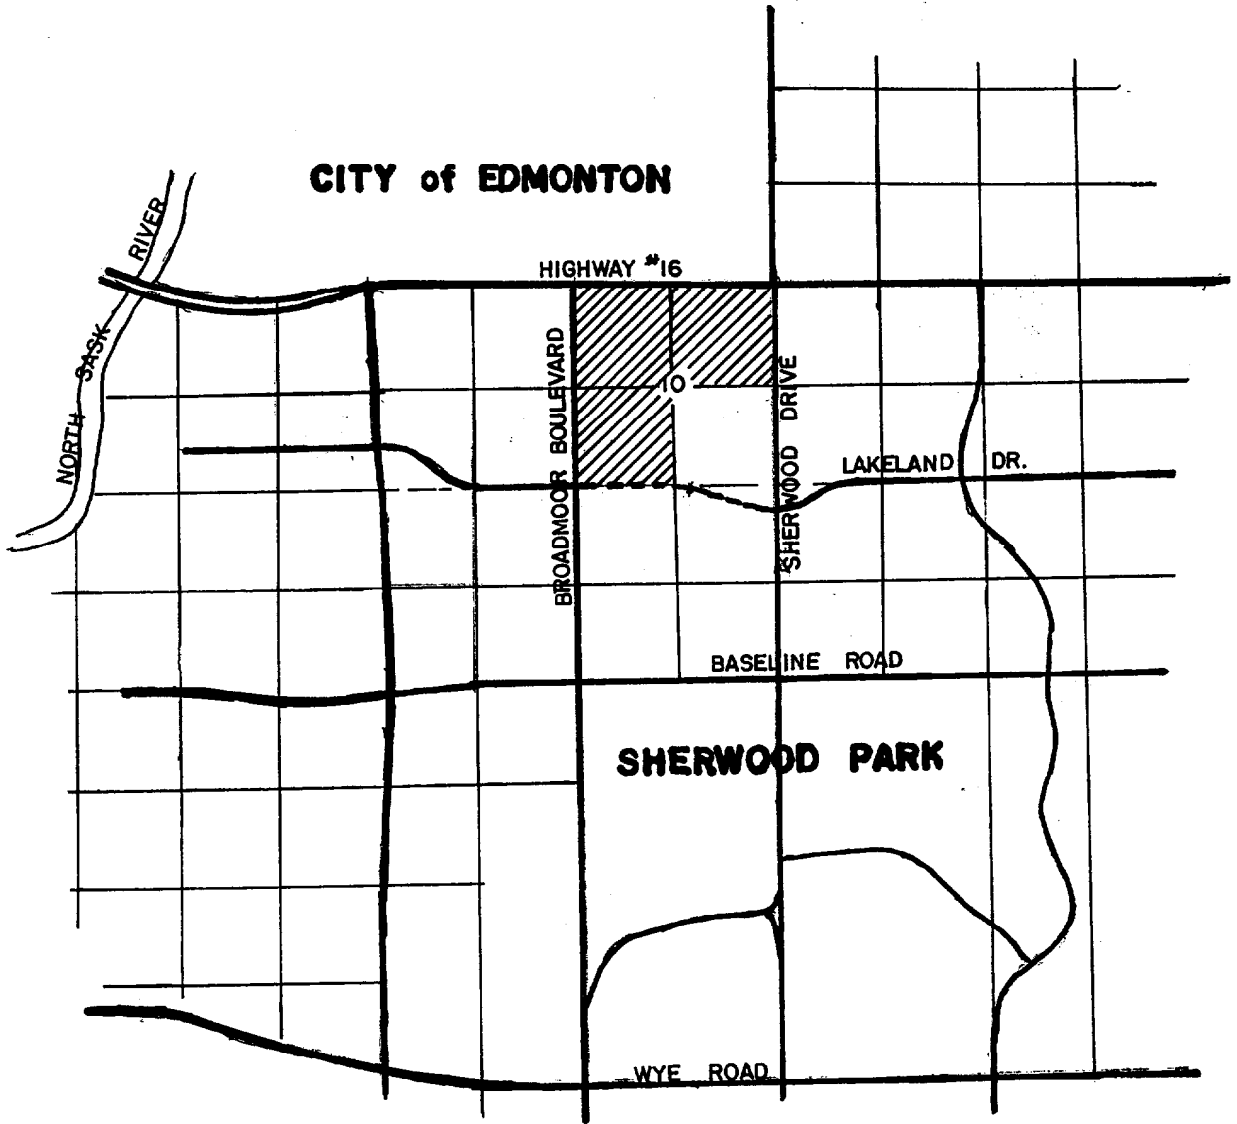 CITY of EDMONTON
RIVER
HIGHWAY #16
NORTH SASK
BROADMOOR BOULEVARD
10
SHERWOOD DRIVE
LAKELAND DR.
BASELINE ROAD
SHERWOOD PARK
WYE ROAD